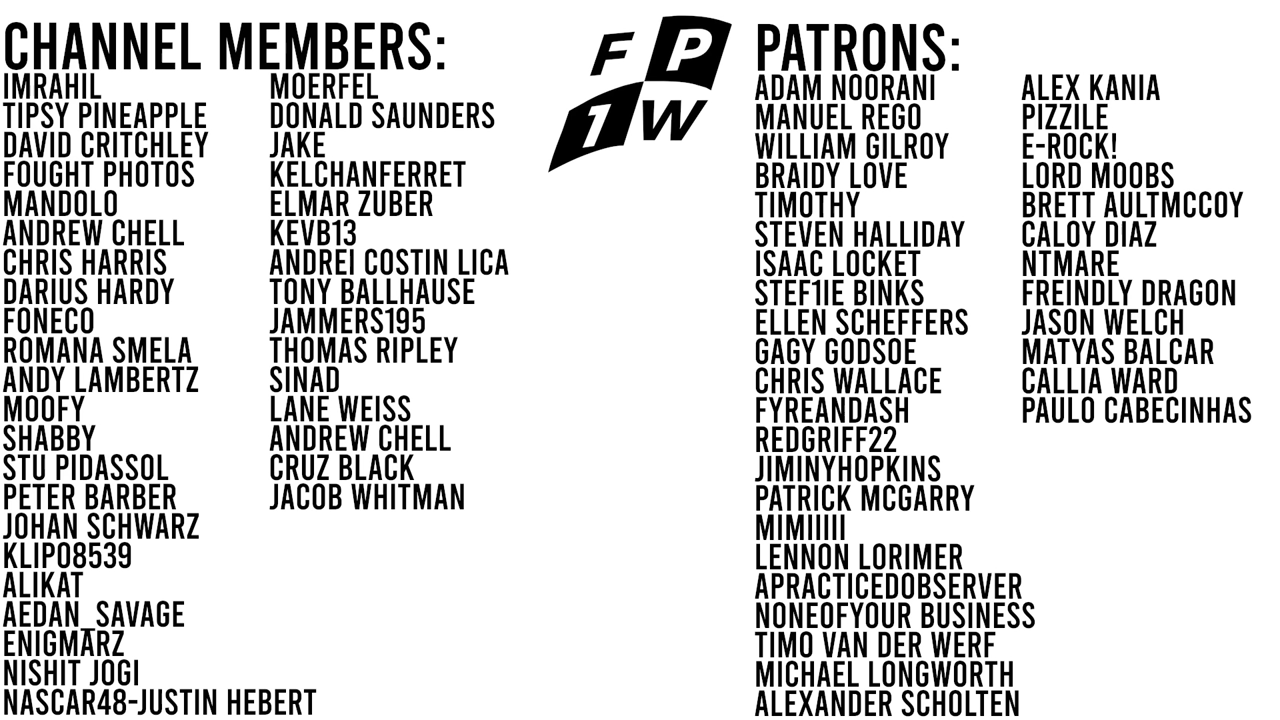 CHANNEL MEMBERS:
IMRAHIL
TIPSY PINEAPPLE
DAVID CRITCHLEY
FOUGHT PHOTOS
MANDOLO
ANDREW CHELL
CHRIS HARRIS
DARIUS HARDY
FONECO
ROMANA SMELA
ANDY LAMBERTZ
MOOFY
SHABBY
STU PIDASSOL
PETER BARBER
JOHAN SCHWARZ
KLIPO8539
ALIKAT
AEDAN_SAVAGE
ENIGMARZ
NISHIT JOGI
NASCAR48-JUSTIN HEBERT
MOERFEL
DONALD SAUNDERS
JAKE
KELCHANFERRET
ELMAR ZUBER
KEVB13
ANDREI COSTIN LICA
TONY BALLHAUSE
JAMMERS195
THOMAS RIPLEY
SINAD
LANE WEISS
ANDREW CHELL
CRUZ BLACK
JACOB WHITMAN
F P
1 W
PATRONS:
ADAM NOORANI
MANUEL REGO
WILLIAM GILROY
BRAIDY LOVE
TIMOTHY
STEVEN HALLIDAY
ISAAC LOCKET
STEF1IE BINKS
ELLEN SCHEFFERS
GAGY GODSOE
CHRIS WALLACE
FYREANDASH
REDGRIFF22
JIMINYHOPKINS
PATRICK MCGARRY
MIMIIIII
LENNON LORIMER
APRACTICEDOBSERVER
NONEOFYOUR BUSINESS
TIMO VAN DER WERF
MICHAEL LONGWORTH
ALEXANDER SCHOLTEN
ALEX KANIA
PIZZILE
E-ROCK!
LORD MOOBS
BRETT AULTMCCOY
CALOY DIAZ
NTMARE
FREINDLY DRAGON
JASON WELCH
MATYAS BALCAR
CALLIA WARD
PAULO CABECINHAS